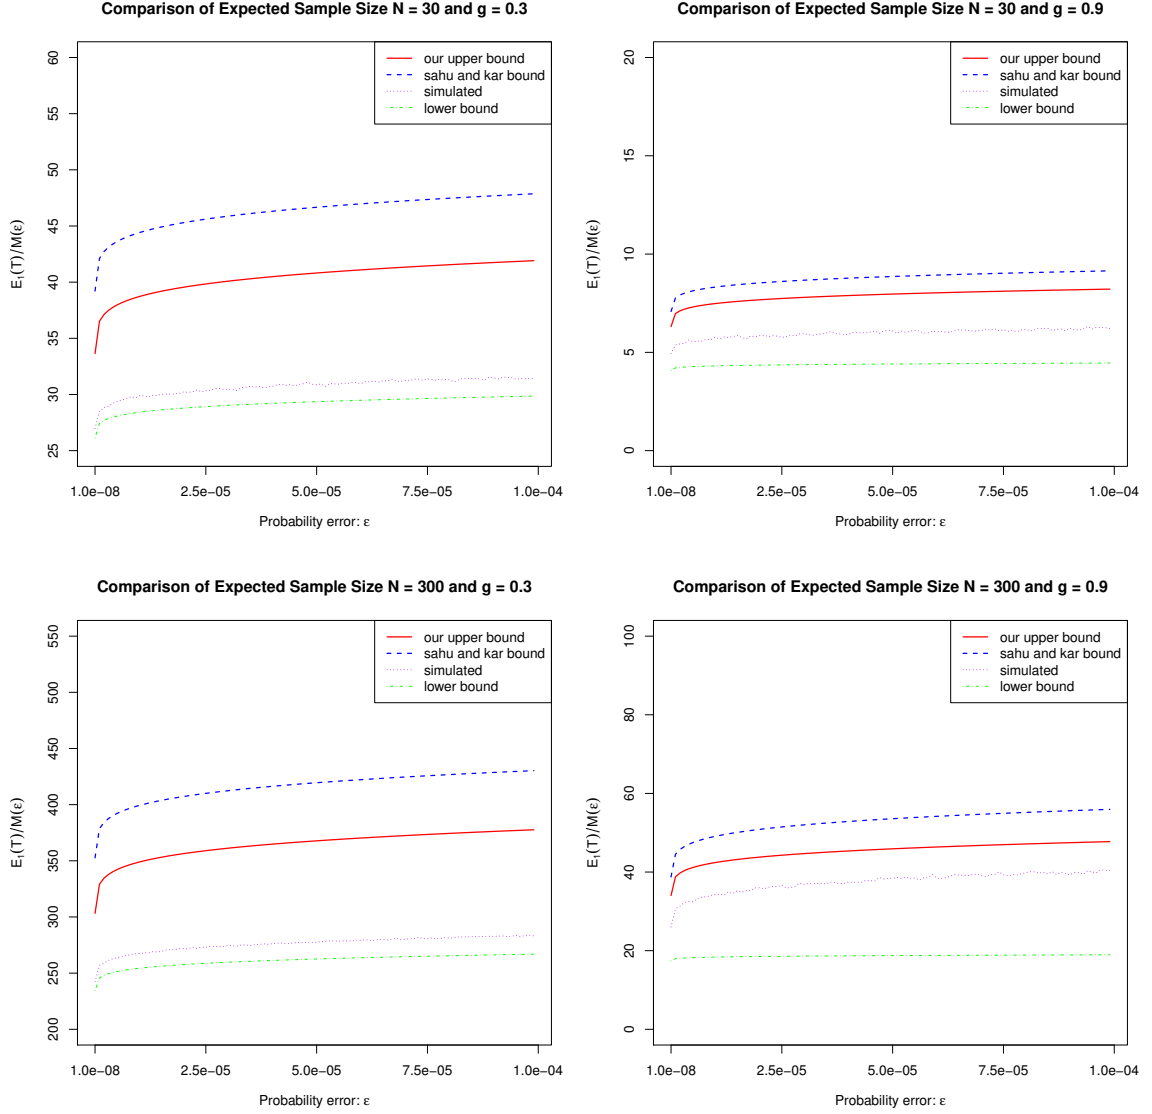 Comparison of Expected Sample Size N = 30 and g = 0.3
our upper bound
sahu and kar bound
simulated
lower bound
60
55
50
45
40
35
30
25
E₁(T)/M(ε)
1.0e−08 2.5e−05 5.0e−05 7.5e−05 1.0e−04
Probability error: ε
Comparison of Expected Sample Size N = 30 and g = 0.9
our upper bound
sahu and kar bound
simulated
lower bound
20
15
10
5
0
E₁(T)/M(ε)
1.0e−08 2.5e−05 5.0e−05 7.5e−05 1.0e−04
Probability error: ε
Comparison of Expected Sample Size N = 300 and g = 0.3
our upper bound
sahu and kar bound
simulated
lower bound
550
500
450
400
350
300
250
200
E₁(T)/M(ε)
1.0e−08 2.5e−05 5.0e−05 7.5e−05 1.0e−04
Probability error: ε
Comparison of Expected Sample Size N = 300 and g = 0.9
our upper bound
sahu and kar bound
simulated
lower bound
100
80
60
40
20
0
E₁(T)/M(ε)
1.0e−08 2.5e−05 5.0e−05 7.5e−05 1.0e−04
Probability error: ε